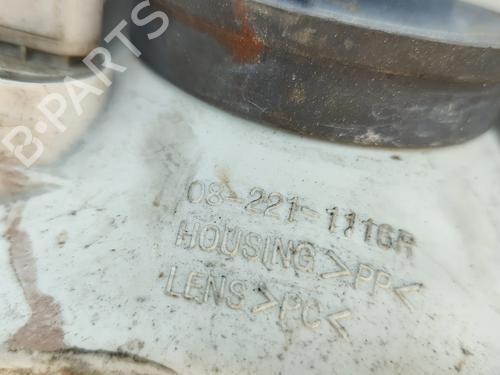 B-PARTS
08-221-1116R
HOUSING>PP<
LENS>PC<